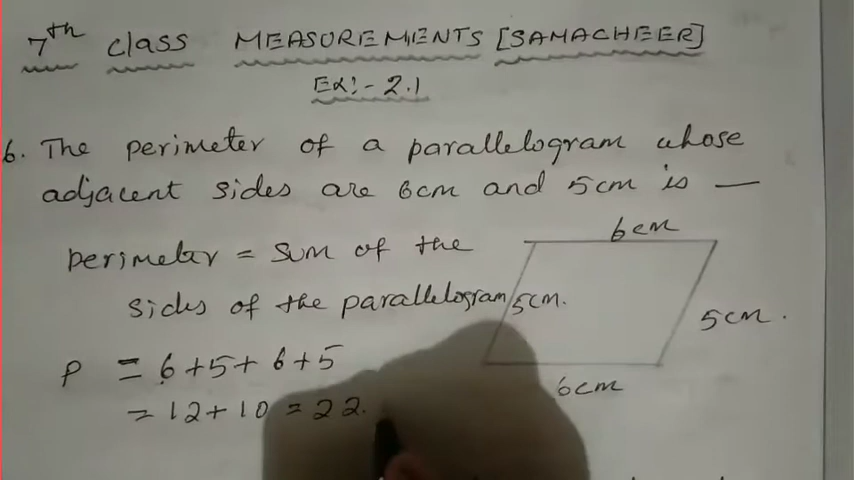 7th class MEASUREMENTS [SAMACHEER]
Ex:- 2.1
6. The perimeter of a parallelogram whose
adjacent sides are 6cm and 5cm is —
6cm
perimeter = sum of the
sides of the parallelogram
5cm.
5cm.
P = 6+5+6+5
6cm
= 12+10 = 22.